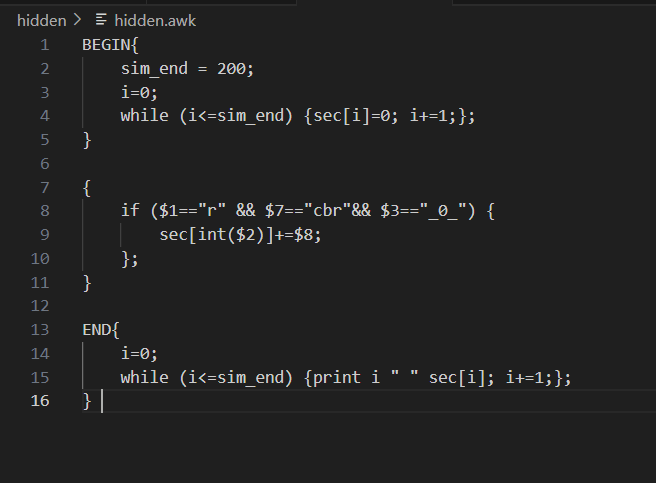 hidden > hidden.awk
1 BEGIN{
2     sim_end = 200;
3     i=0;
4     while (i<=sim_end) {sec[i]=0; i+=1;};
5 }
6
7 {
8     if ($1=="r" && $7=="cbr"&& $3=="_0_") {
9         sec[int($2)]+=$8;
10     };
11 }
12
13 END{
14     i=0;
15     while (i<=sim_end) {print i " " sec[i]; i+=1;};
16 }